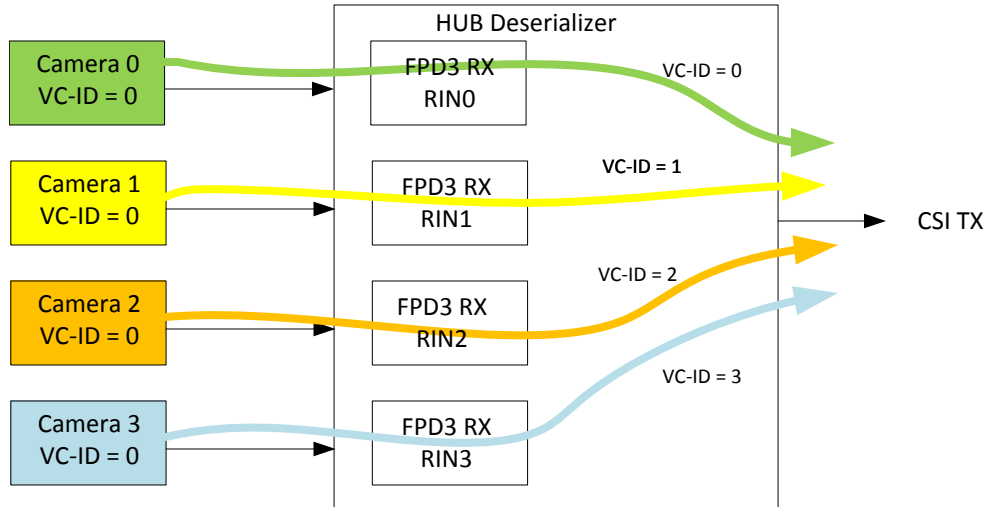 HUB Deserializer
Camera 0
VC-ID = 0
FPD3 RX
RIN0
VC-ID = 0
Camera 1
VC-ID = 0
FPD3 RX
RIN1
VC-ID = 1
CSI TX
Camera 2
VC-ID = 0
FPD3 RX
RIN2
VC-ID = 2
Camera 3
VC-ID = 0
FPD3 RX
RIN3
VC-ID = 3